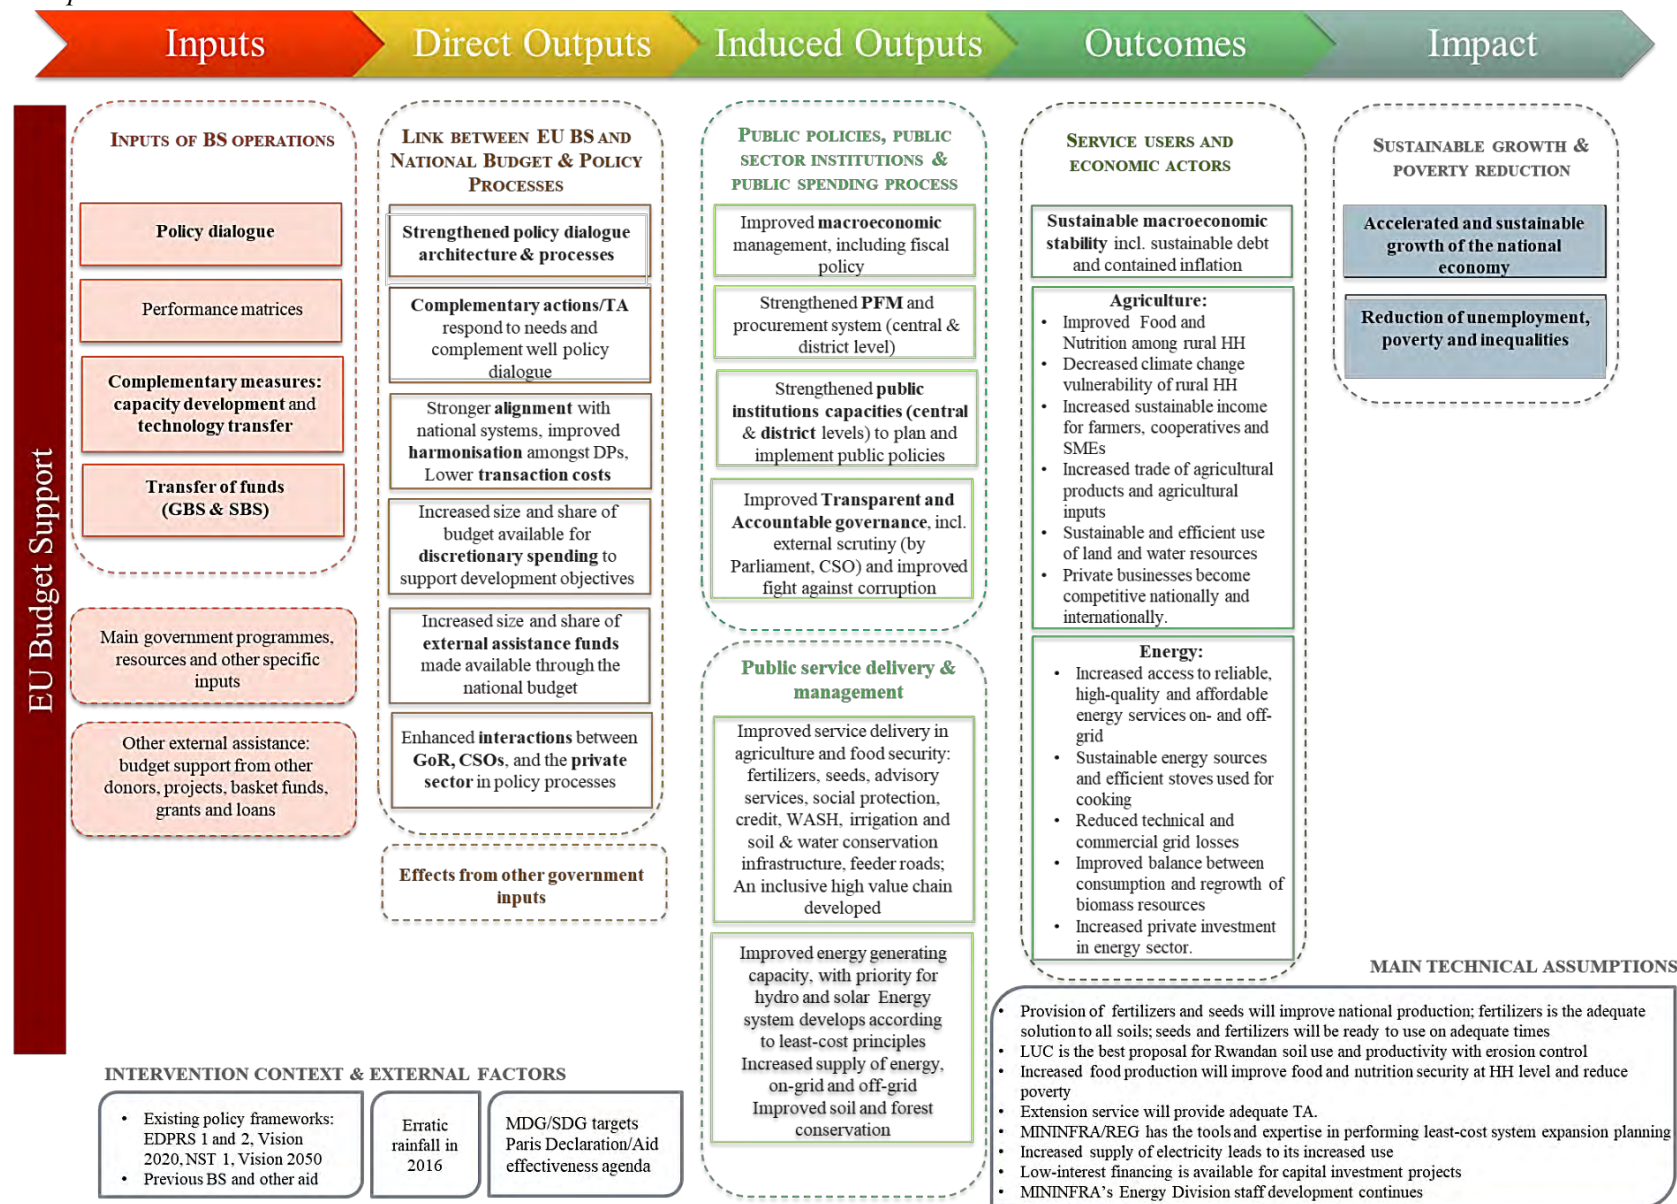 Inputs
Direct Outputs
Induced Outputs
Outcomes
Impact
EU Budget Support
INPUTS OF BS OPERATIONS
Policy dialogue
Performance matrices
Complementary measures:
capacity development and
technology transfer
Transfer of funds
(GBS & SBS)
Main government programmes,
resources and other specific
inputs
Other external assistance:
budget support from other
donors, projects, basket funds,
grants and loans
LINK BETWEEN EU BS AND
NATIONAL BUDGET & POLICY
PROCESSES
Strengthened policy dialogue
architecture & processes
Complementary actions/TA
respond to needs and
complement well policy
dialogue
Stronger alignment with
national systems, improved
harmonisation amongst DPs,
Lower transaction costs
Increased size and share of
budget available for
discretionary spending to
support development objectives
Increased size and share of
external assistance funds
made available through the
national budget
Enhanced interactions between
GoR, CSOs, and the private
sector in policy processes
Effects from other government
inputs
PUBLIC POLICIES, PUBLIC
SECTOR INSTITUTIONS &
PUBLIC SPENDING PROCESS
Improved macroeconomic
management, including fiscal
policy
Strengthened PFM and
procurement system (central &
district level)
Strengthened public
institutions capacities (central
& district levels) to plan and
implement public policies
Improved Transparent and
Accountable governance, incl.
external scrutiny (by
Parliament, CSO) and improved
fight against corruption
Public service delivery &
management
Improved service delivery in
agriculture and food security:
fertilizers, seeds, advisory
services, social protection,
credit, WASH, irrigation and
soil & water conservation
infrastructure, feeder roads;
An inclusive high value chain
developed
Improved energy generating
capacity, with priority for
hydro and solar Energy
system develops according
to least-cost principles
Increased supply of energy,
on-grid and off-grid
Improved soil and forest
conservation
SERVICE USERS AND
ECONOMIC ACTORS
Sustainable macroeconomic
stability incl. sustainable debt
and contained inflation
Agriculture:
• Improved Food and
Nutrition among rural HH
• Decreased climate change
vulnerability of rural HH
• Increased sustainable income
for farmers, cooperatives and
SMEs
• Increased trade of agricultural
products and agricultural
inputs
• Sustainable and efficient use
of land and water resources
• Private businesses become
competitive nationally and
internationally.
Energy:
• Increased access to reliable,
high-quality and affordable
energy services on- and off-
grid
• Sustainable energy sources
and efficient stoves used for
cooking
• Reduced technical and
commercial grid losses
• Improved balance between
consumption and regrowth of
biomass resources
• Increased private investment
in energy sector.
SUSTAINABLE GROWTH &
POVERTY REDUCTION
Accelerated and sustainable
growth of the national
economy
Reduction of unemployment,
poverty and inequalities
INTERVENTION CONTEXT & EXTERNAL FACTORS
• Existing policy frameworks:
EDPRS 1 and 2, Vision
2020, NST 1, Vision 2050
• Previous BS and other aid
Erratic
rainfall in
2016
MDG/SDG targets
Paris Declaration/Aid
effectiveness agenda
MAIN TECHNICAL ASSUMPTIONS
• Provision of fertilizers and seeds will improve national production; fertilizers is the adequate
solution to all soils; seeds and fertilizers will be ready to use on adequate times
• LUC is the best proposal for Rwandan soil use and productivity with erosion control
• Increased food production will improve food and nutrition security at HH level and reduce
poverty
• Extension service will provide adequate TA.
• MININFRA/REG has the tools and expertise in performing least-cost system expansion planning
• Increased supply of electricity leads to its increased use
• Low-interest financing is available for capital investment projects
• MININFRA's Energy Division staff development continues